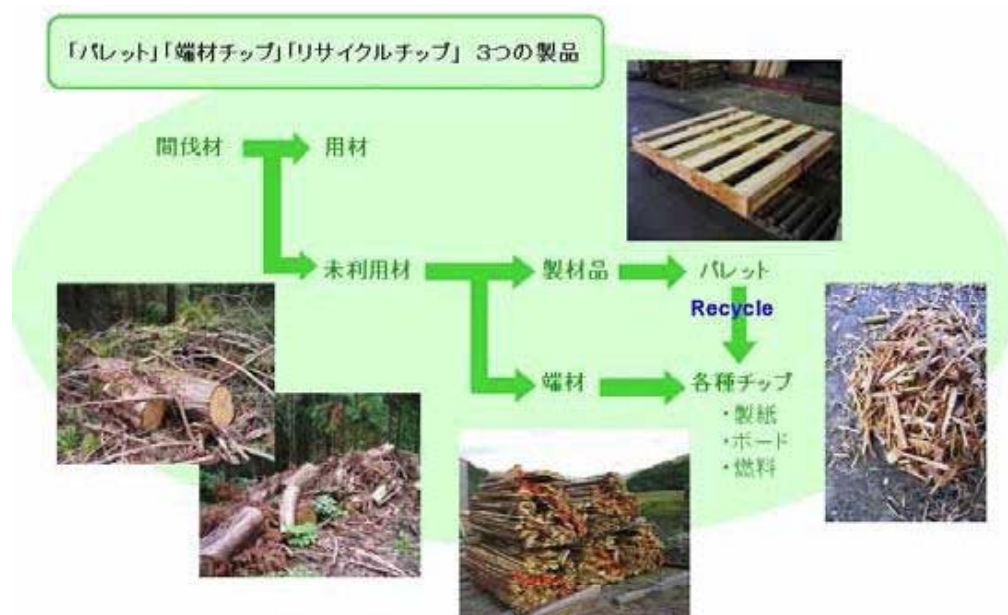 「パレット」「端材チップ」「リサイクルチップ」 3つの製品
間伐材
用材
未利用材
製材品
パレット
Recycle
端材
各種チップ
・製紙
・ボード
・燃料